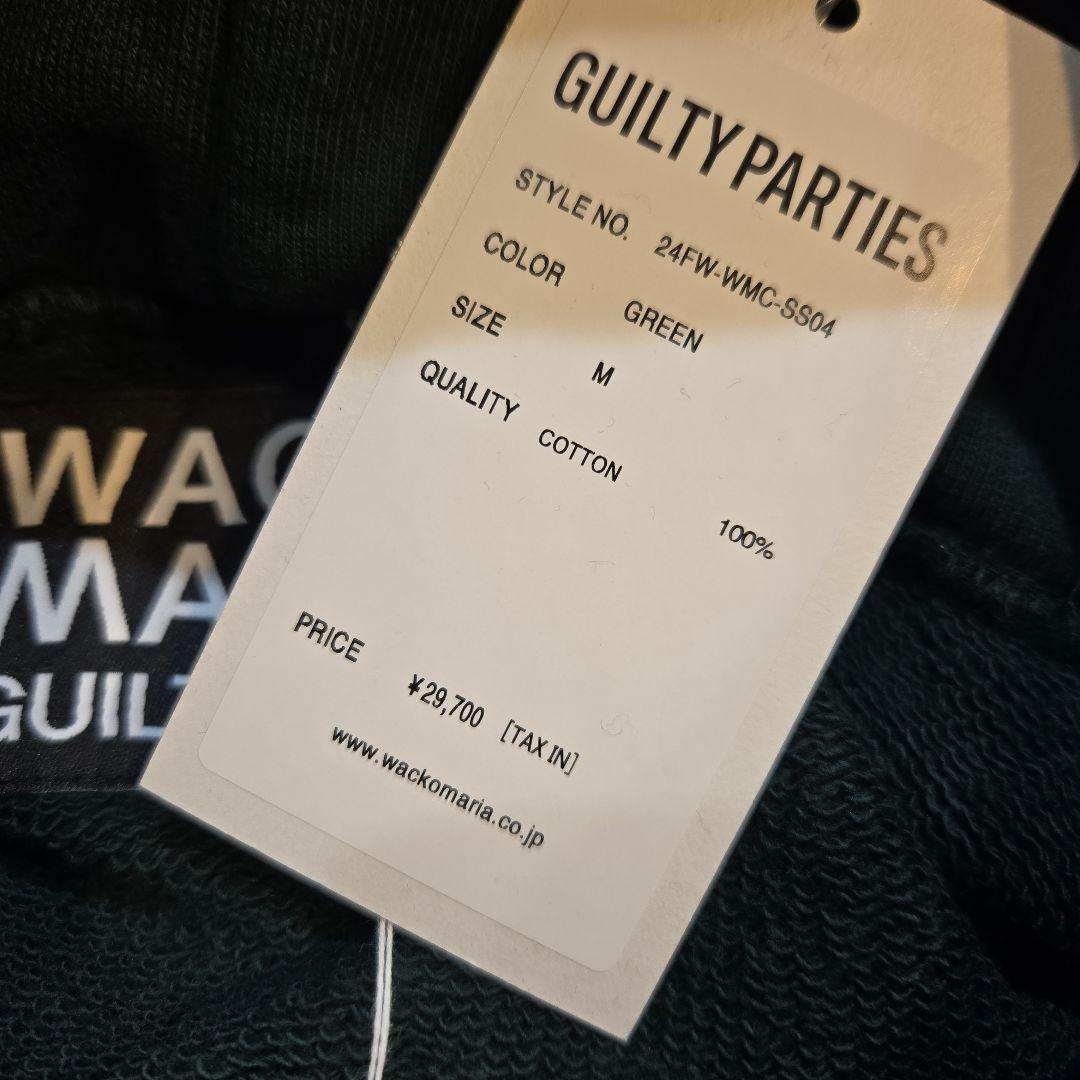 GUILTY PARTIES
STYLE NO. 24FW-WMC-SS04
COLOR GREEN
SIZE M
QUALITY COTTON
100%
PRICE
¥29,700 [TAX IN]
www.wackomaria.co.jp
WAC
MA
GUIL